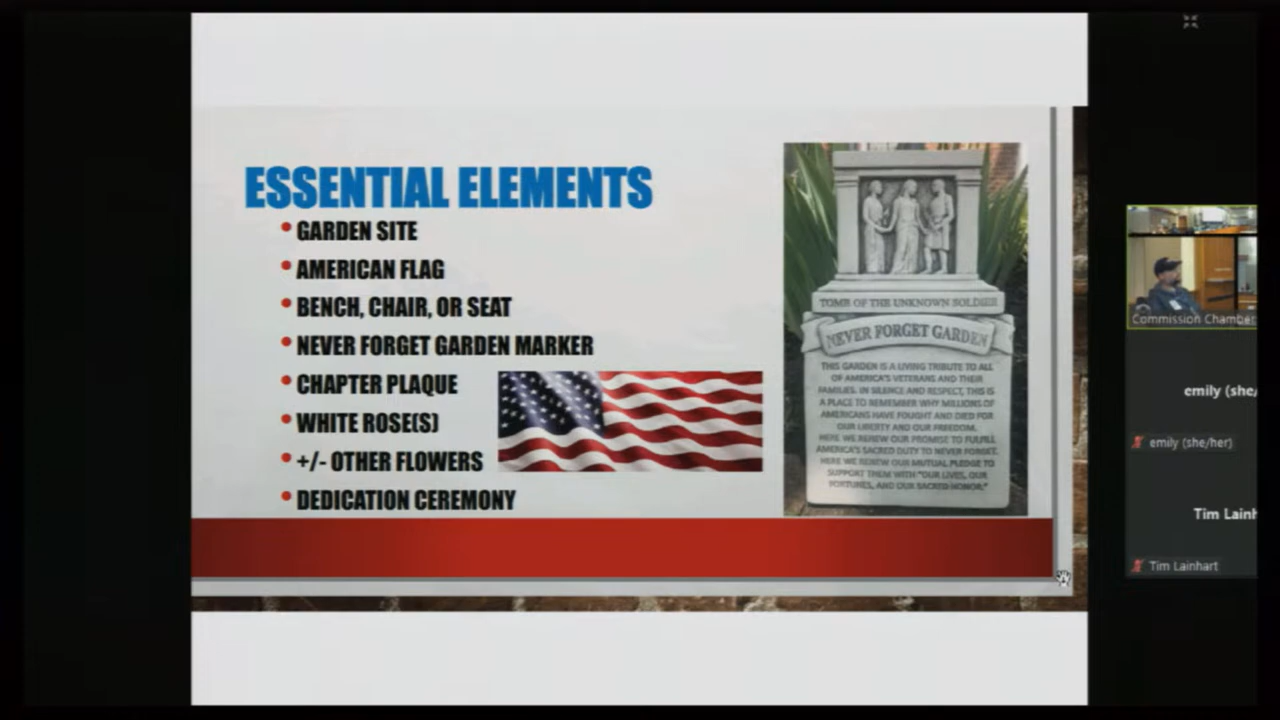 ESSENTIAL ELEMENTS
GARDEN SITE
AMERICAN FLAG
BENCH, CHAIR, OR SEAT
NEVER FORGET GARDEN MARKER
CHAPTER PLAQUE
WHITE ROSE(S)
+/- OTHER FLOWERS
DEDICATION CEREMONY
TOMB OF THE UNKNOWN SOLDIER
NEVER FORGET GARDEN
THIS GARDEN IS A LIVING TRIBUTE TO ALL
OF AMERICA'S VETERANS AND THEIR
FAMILIES. IN SILENCE AND RESPECT, THIS IS
A PLACE TO REMEMBER WHY MILLIONS OF
AMERICANS HAVE FOUGHT AND DIED FOR
OUR LIBERTY AND OUR FREEDOM.
HERE WE RENEW OUR PROMISE TO FULFILL
AMERICA'S SACRED DUTY TO NEVER FORGET.
HERE WE RENEW OUR MUTUAL PLEDGE TO
SUPPORT THEM WITH "OUR LIVES, OUR
FORTUNES, AND OUR SACRED HONOR."
Commission Chamber
emily (she/
emily (she/her)
Tim Lainh
Tim Lainhart